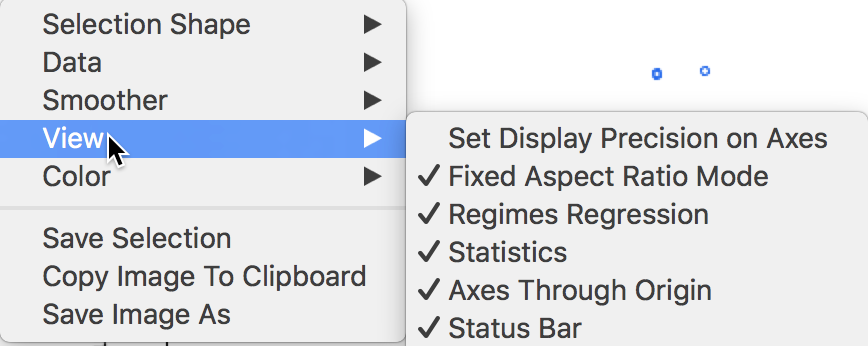 Selection Shape
Data
Smoother
View
Color
Save Selection
Copy Image To Clipboard
Save Image As
Set Display Precision on Axes
Fixed Aspect Ratio Mode
Regimes Regression
Statistics
Axes Through Origin
Status Bar